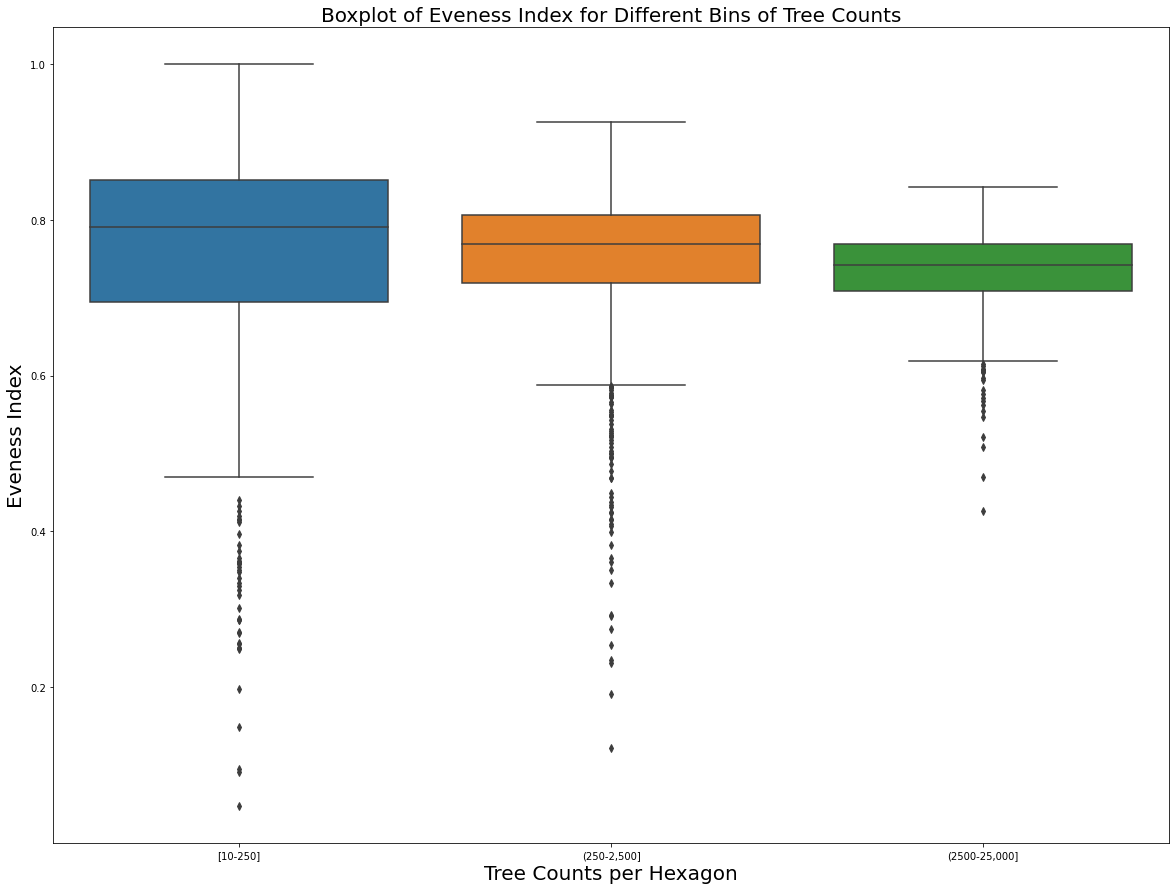 Boxplot of Eveness Index for Different Bins of Tree Counts
Eveness Index
1.0
0.8
0.6
0.4
0.2
[10-250]
(250-2,500]
(2500-25,000]
Tree Counts per Hexagon